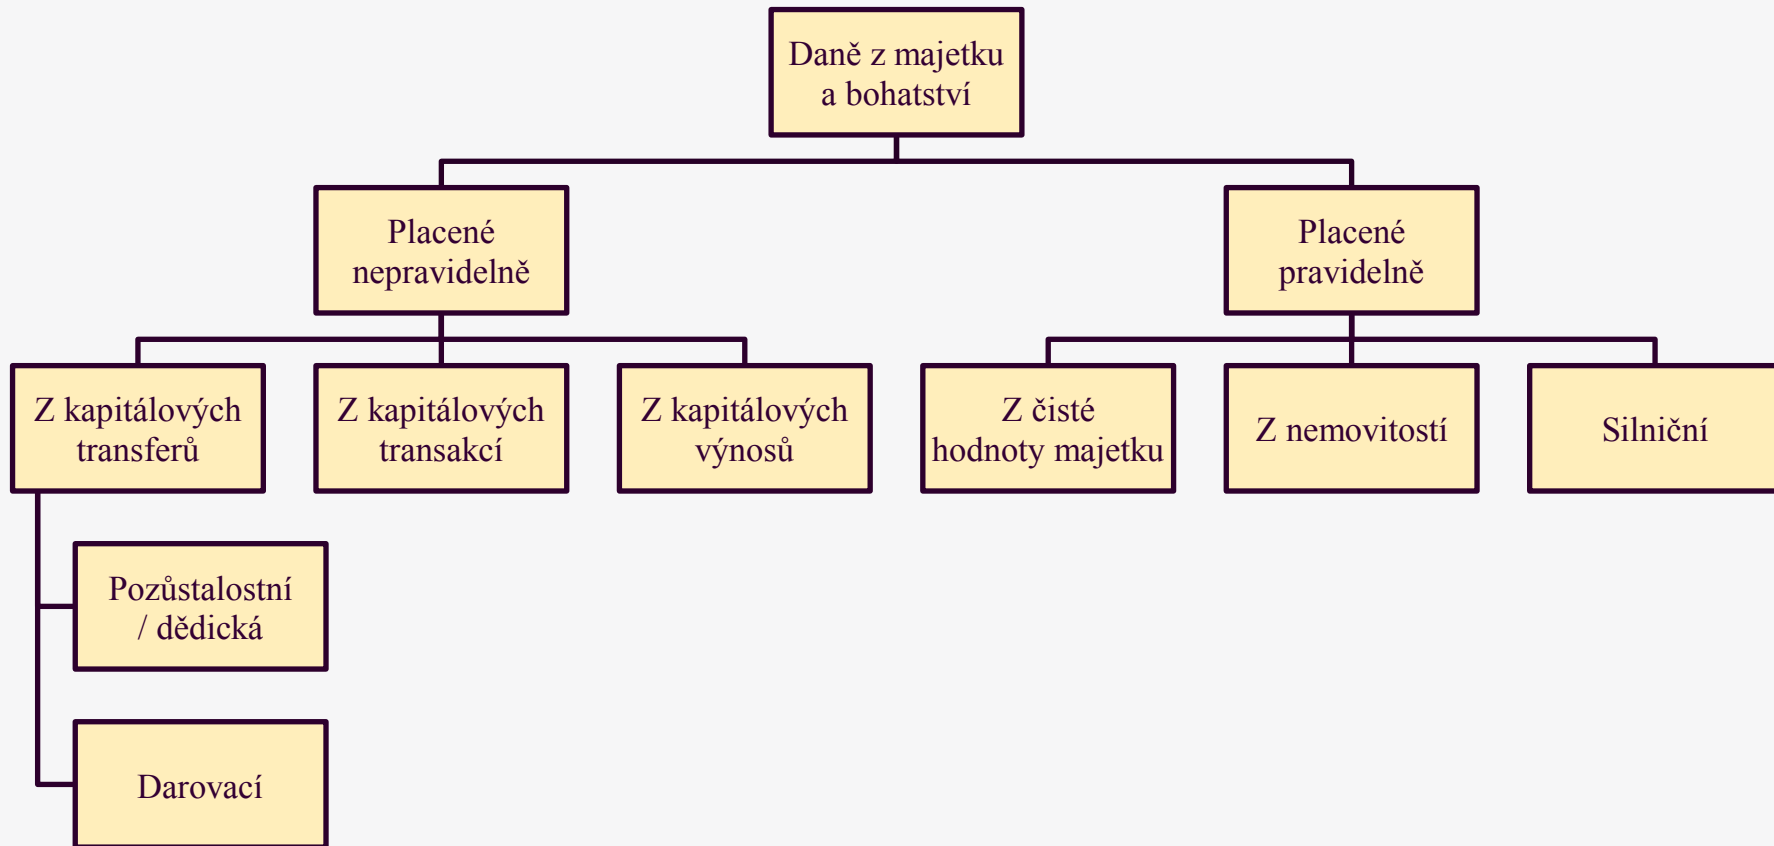 Daně z majetku
a bohatství
Placené
nepravidelně
Placené
pravidelně
Z kapitálových
transferů
Z kapitálových
transakcí
Z kapitálových
výnosů
Z čisté
hodnoty majetku
Z nemovitostí
Silniční
Pozůstalostní
/ dědická
Darovací